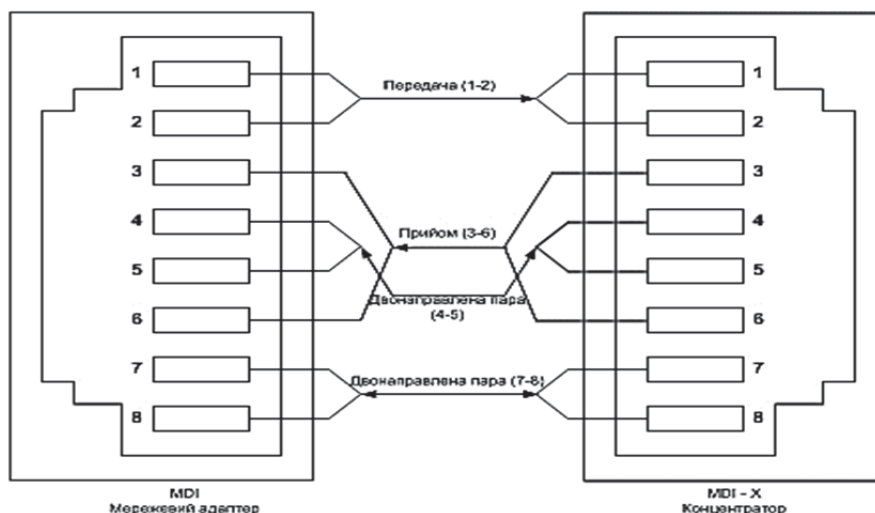 1
Передача (1-2)
1
2
2
3
3
4
Прийом (3-6)
4
5
5
Двонаправлена пара
(4-5)
6
6
7
Двонаправлена пара (7-8)
7
8
8
MDI
Мережевий адаптер
MDI - X
Концентратор